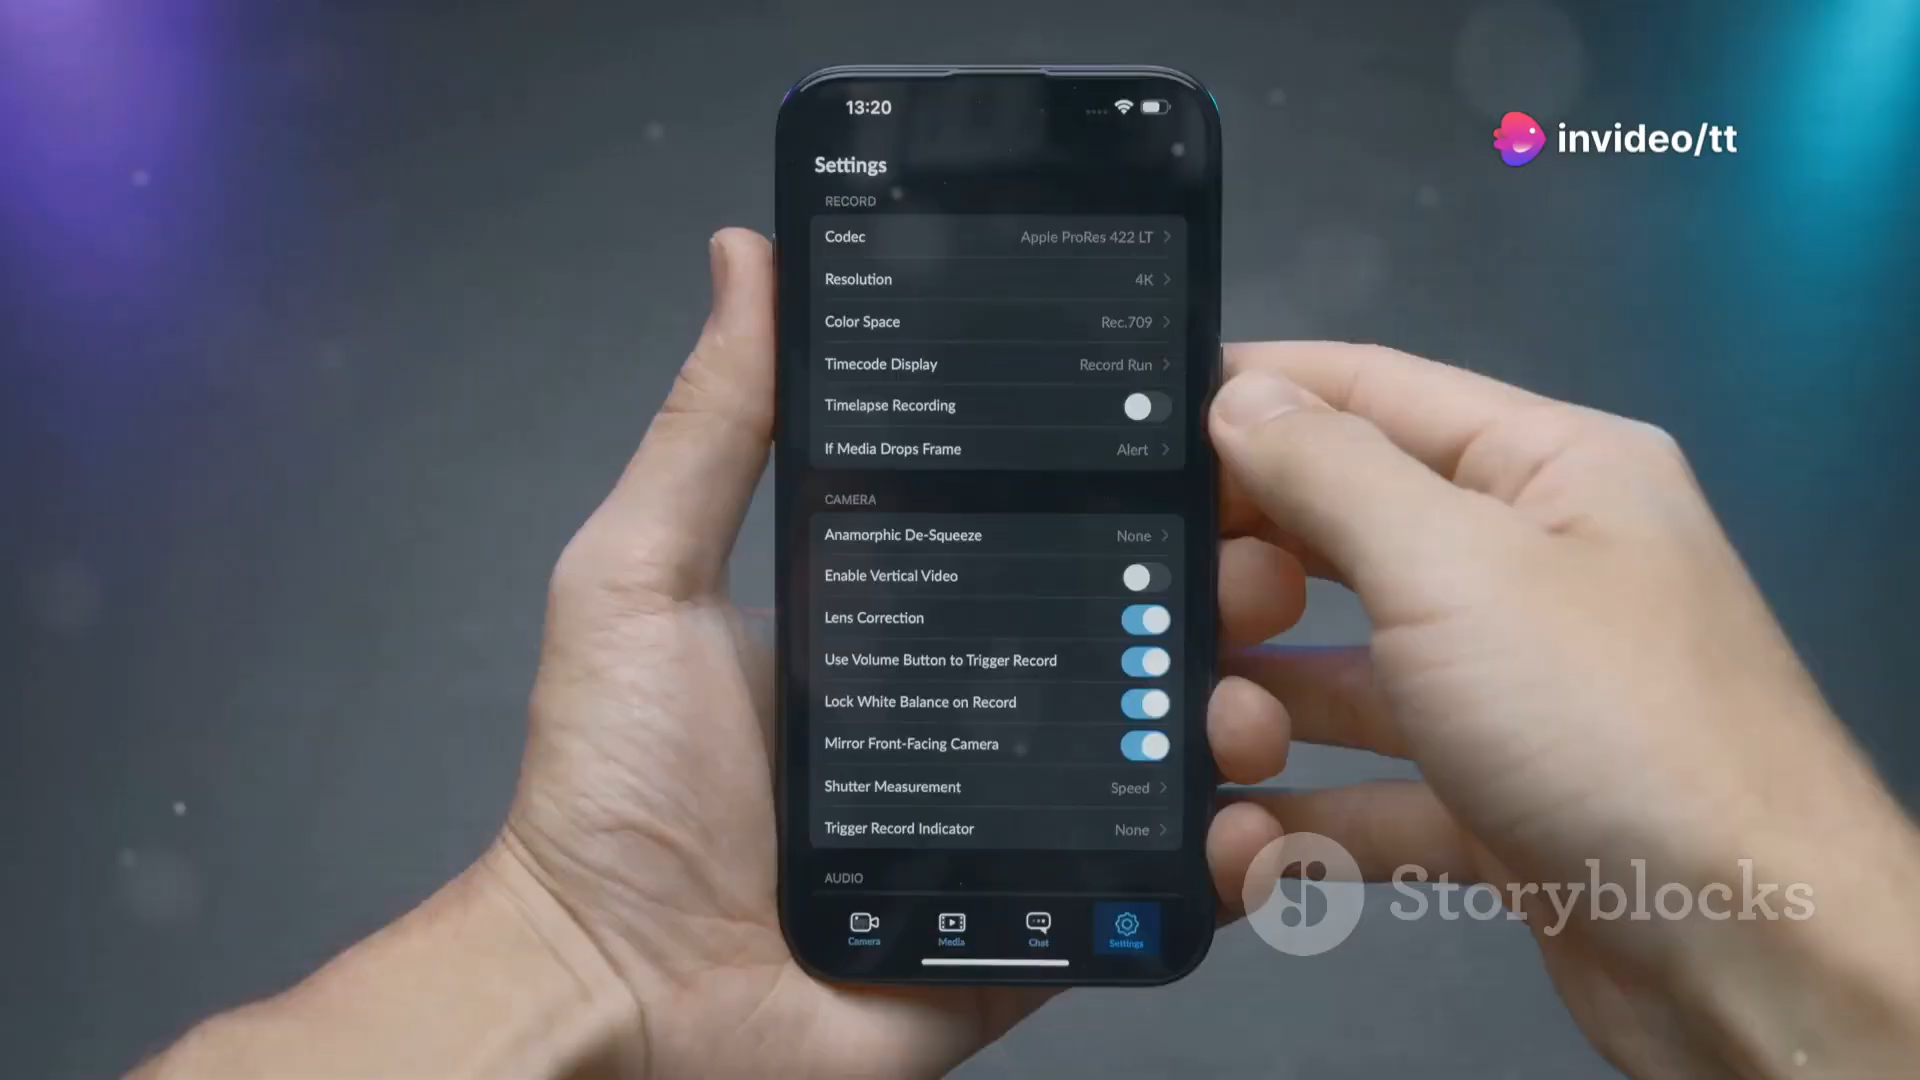 13:20
invideo/tt
Settings
RECORD
Codec Apple ProRes 422 LT
Resolution 4K
Color Space Rec.709
Timecode Display Record Run
Timelapse Recording
If Media Drops Frame Alert
CAMERA
Anamorphic De-Squeeze None
Enable Vertical Video
Lens Correction
Use Volume Button to Trigger Record
Lock White Balance on Record
Mirror Front-Facing Camera
Shutter Measurement Speed
Trigger Record Indicator None
AUDIO
Storyblocks
Camera Media Chat Settings